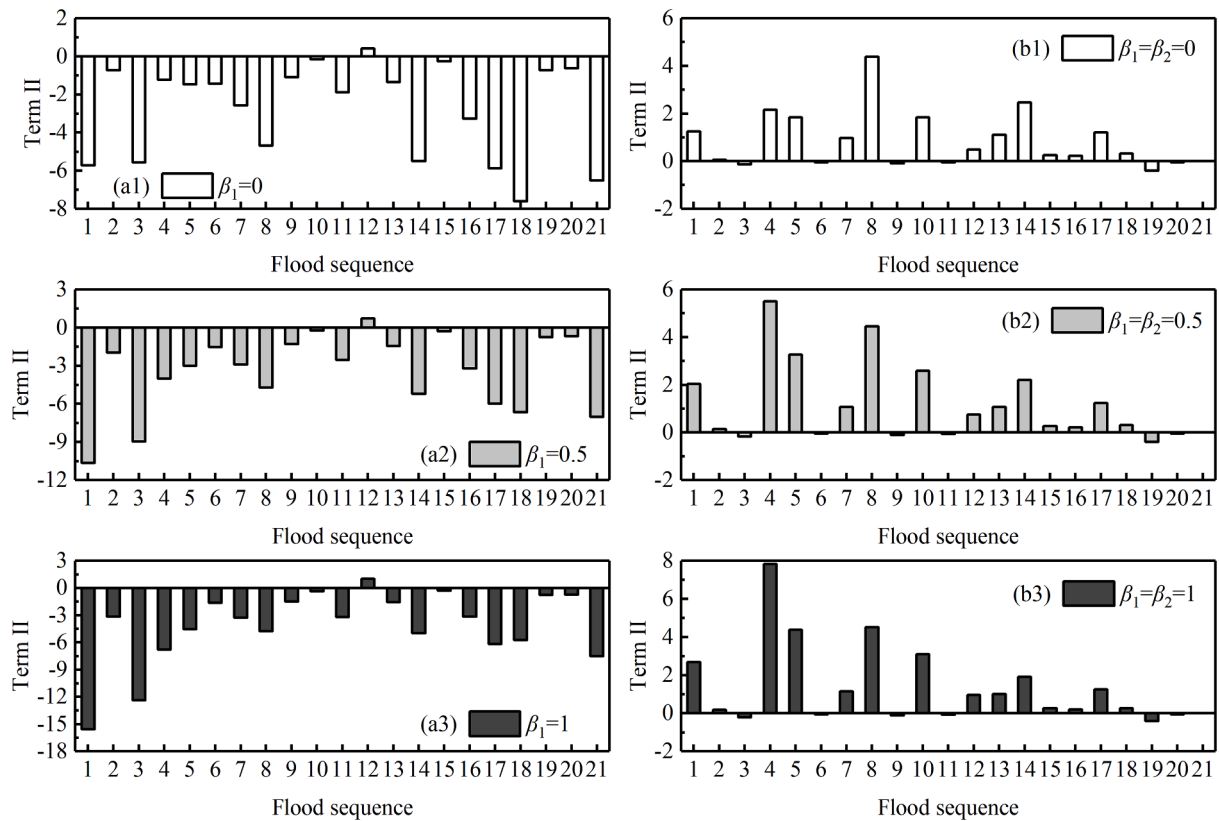 2
0
-2
-4
-6
-8
Term II
(a1) β₁=0
1 2 3 4 5 6 7 8 9 10 11 12 13 14 15 16 17 18 19 20 21
Flood sequence
6
4
2
0
-2
Term II
(b1) β₁=β₂=0
1 2 3 4 5 6 7 8 9 10 11 12 13 14 15 16 17 18 19 20 21
Flood sequence
3
0
-3
-6
-9
-12
Term II
(a2) β₁=0.5
1 2 3 4 5 6 7 8 9 10 11 12 13 14 15 16 17 18 19 20 21
Flood sequence
6
4
2
0
-2
Term II
(b2) β₁=β₂=0.5
1 2 3 4 5 6 7 8 9 10 11 12 13 14 15 16 17 18 19 20 21
Flood sequence
3
0
-3
-6
-9
-12
-15
-18
Term II
(a3) β₁=1
1 2 3 4 5 6 7 8 9 10 11 12 13 14 15 16 17 18 19 20 21
Flood sequence
8
6
4
2
0
-2
Term II
(b3) β₁=β₂=1
1 2 3 4 5 6 7 8 9 10 11 12 13 14 15 16 17 18 19 20 21
Flood sequence